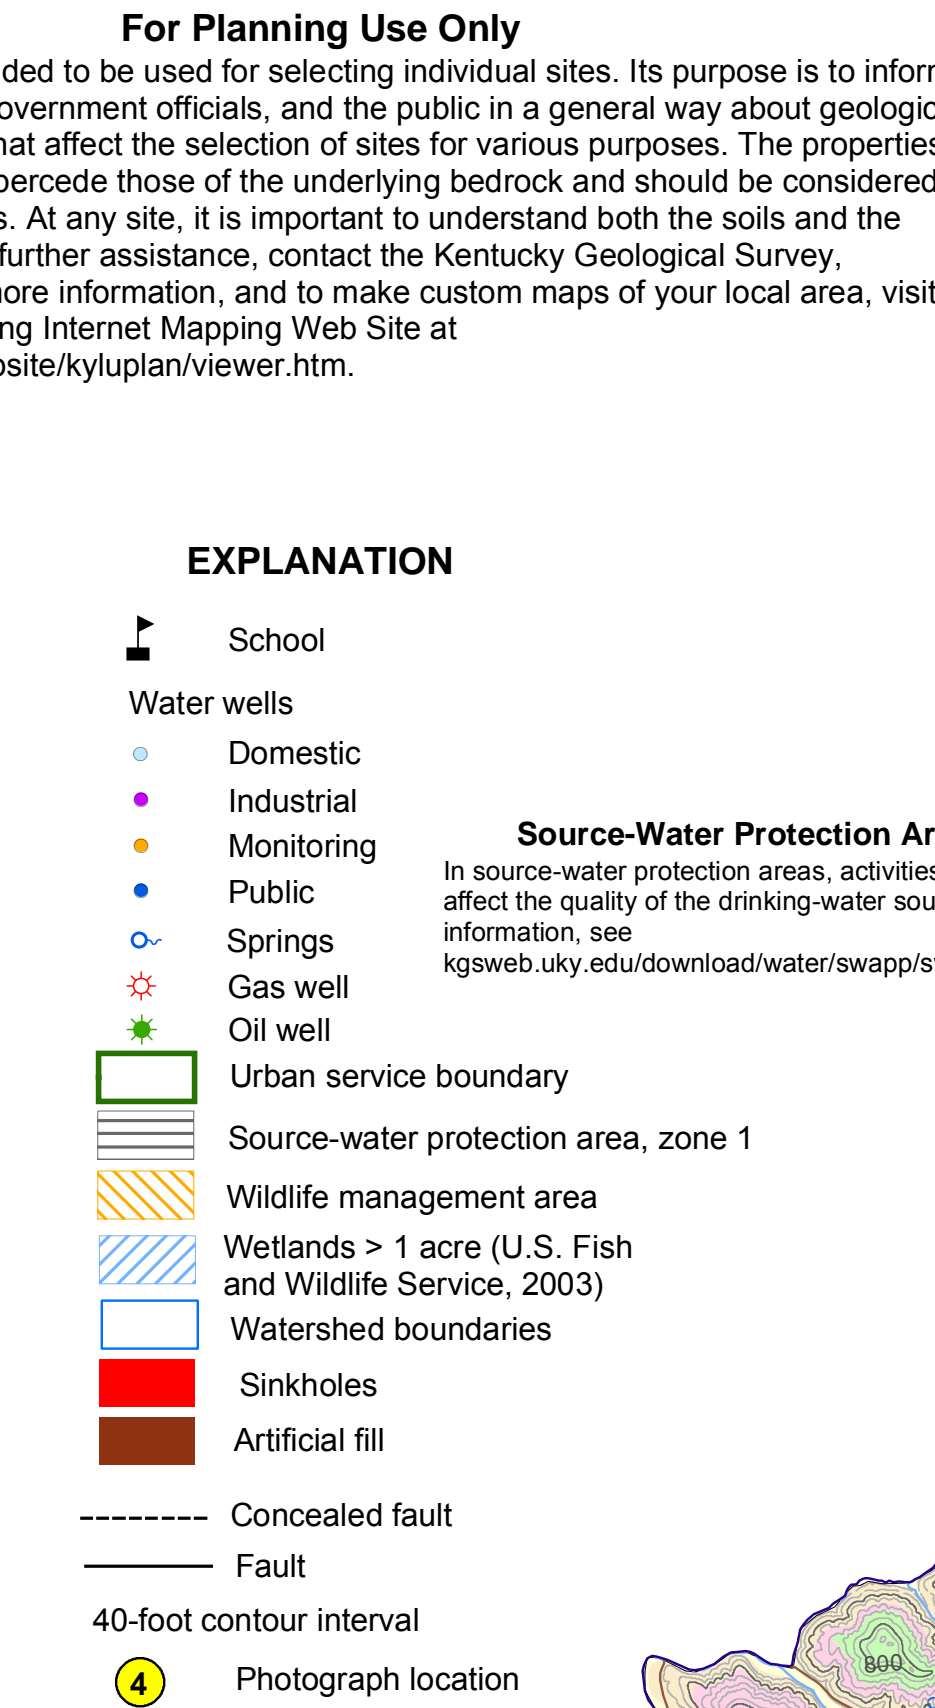 For Planning Use Only
ded to be used for selecting individual sites. Its purpose is to inform
overnment officials, and the public in a general way about geologic
hat affect the selection of sites for various purposes. The properties
percede those of the underlying bedrock and should be considered
s. At any site, it is important to understand both the soils and the
further assistance, contact the Kentucky Geological Survey,
nore information, and to make custom maps of your local area, visit
ng Internet Mapping Web Site at
bsite/kyluplan/viewer.htm.
EXPLANATION
School
Water wells
Domestic
Industrial
Monitoring
Public
Springs
Gas well
Oil well
Urban service boundary
Source-water protection area, zone 1
Wildlife management area
Wetlands > 1 acre (U.S. Fish
and Wildlife Service, 2003)
Watershed boundaries
Sinkholes
Artificial fill
Concealed fault
Fault
40-foot contour interval
4 Photograph location
Source-Water Protection Ar
In source-water protection areas, activities
affect the quality of the drinking-water sou
information, see
kgsweb.uky.edu/download/water/swapp/sw
800